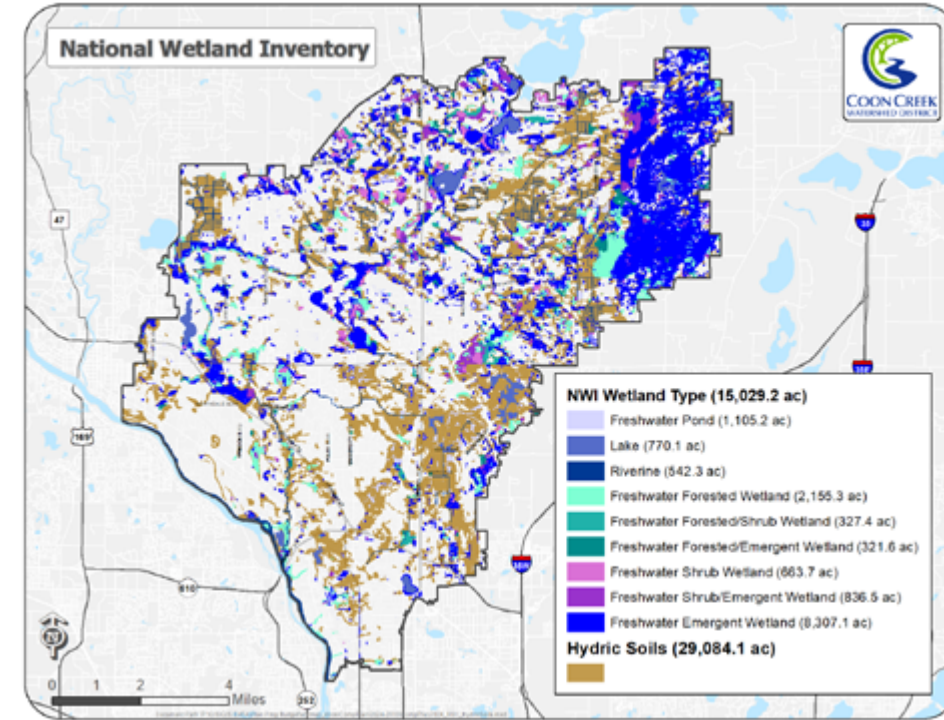 National Wetland Inventory
COON CREEK
WATERSHED DISTRICT
47
169
610
252
35
NWI Wetland Type (15,029.2 ac)
Freshwater Pond (1,105.2 ac)
Lake (770.1 ac)
Riverine (542.3 ac)
Freshwater Forested Wetland (2,155.3 ac)
Freshwater Forested/Shrub Wetland (327.4 ac)
Freshwater Forested/Emergent Wetland (321.6 ac)
Freshwater Shrub Wetland (663.7 ac)
Freshwater Shrub/Emergent Wetland (836.5 ac)
Freshwater Emergent Wetland (8,307.1 ac)
Hydric Soils (29,084.1 ac)
N
0 1 2 4
Miles